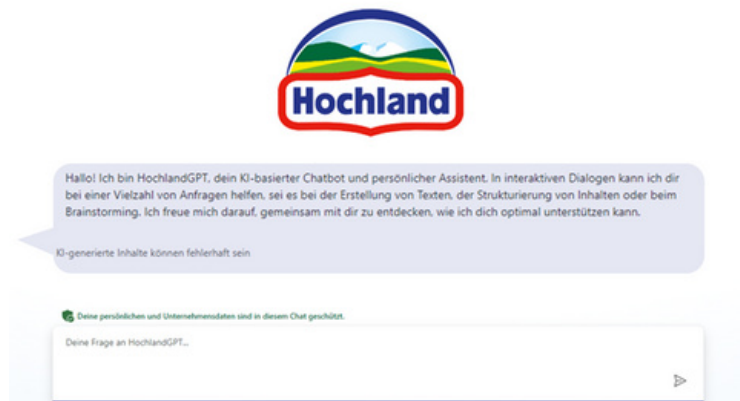 Hochland
Hallo! Ich bin HochlandGPT, dein KI-basierter Chatbot und persönlicher Assistent. In interaktiven Dialogen kann ich dir
bei einer Vielzahl von Anfragen helfen, sei es bei der Erstellung von Texten, der Strukturierung von Inhalten oder beim
Brainstorming. Ich freue mich darauf, gemeinsam mit dir zu entdecken, wie ich dich optimal unterstützen kann.
KI-generierte Inhalte können fehlerhaft sein
Deine persönlichen und Unternehmensdaten sind in diesem Chat geschützt.
Deine Frage an HochlandGPT...